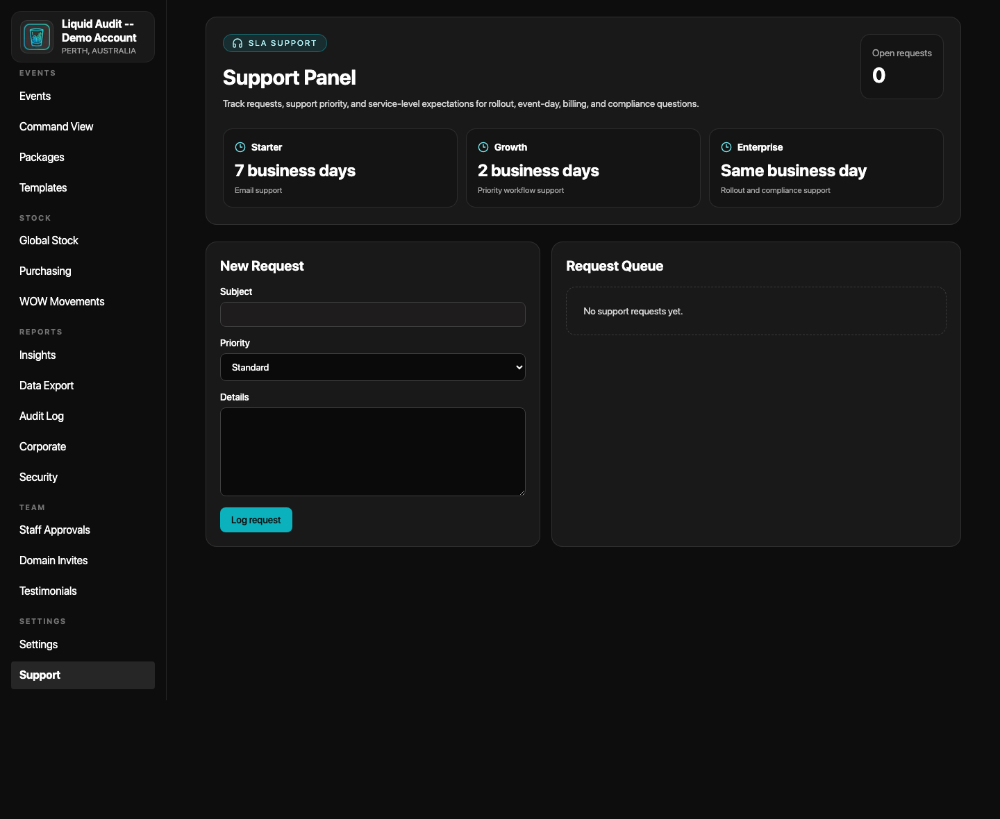 Liquid Audit --
Demo Account
PERTH, AUSTRALIA
EVENTS
Events
Command View
Packages
Templates
STOCK
Global Stock
Purchasing
WOW Movements
REPORTS
Insights
Data Export
Audit Log
Corporate
Security
TEAM
Staff Approvals
Domain Invites
Testimonials
SETTINGS
Settings
Support
SLA SUPPORT
Support Panel
Track requests, support priority, and service-level expectations for rollout, event-day, billing, and compliance questions.
Open requests
0
Starter
7 business days
Email support
Growth
2 business days
Priority workflow support
Enterprise
Same business day
Rollout and compliance support
New Request
Subject
Priority
Standard
Details
Log request
Request Queue
No support requests yet.